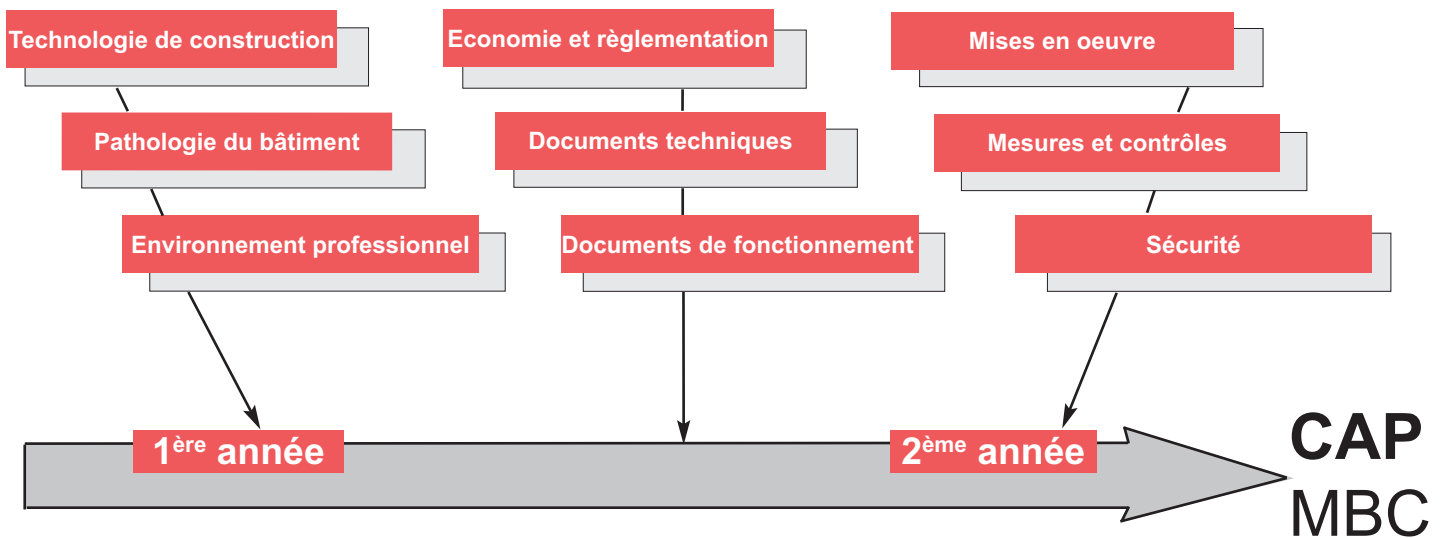 Technologie de construction
Pathologie du bâtiment
Environnement professionnel
Economie et règlementation
Documents techniques
Documents de fonctionnement
Mises en oeuvre
Mesures et contrôles
Sécurité
1ère année
2ème année
CAP
MBC